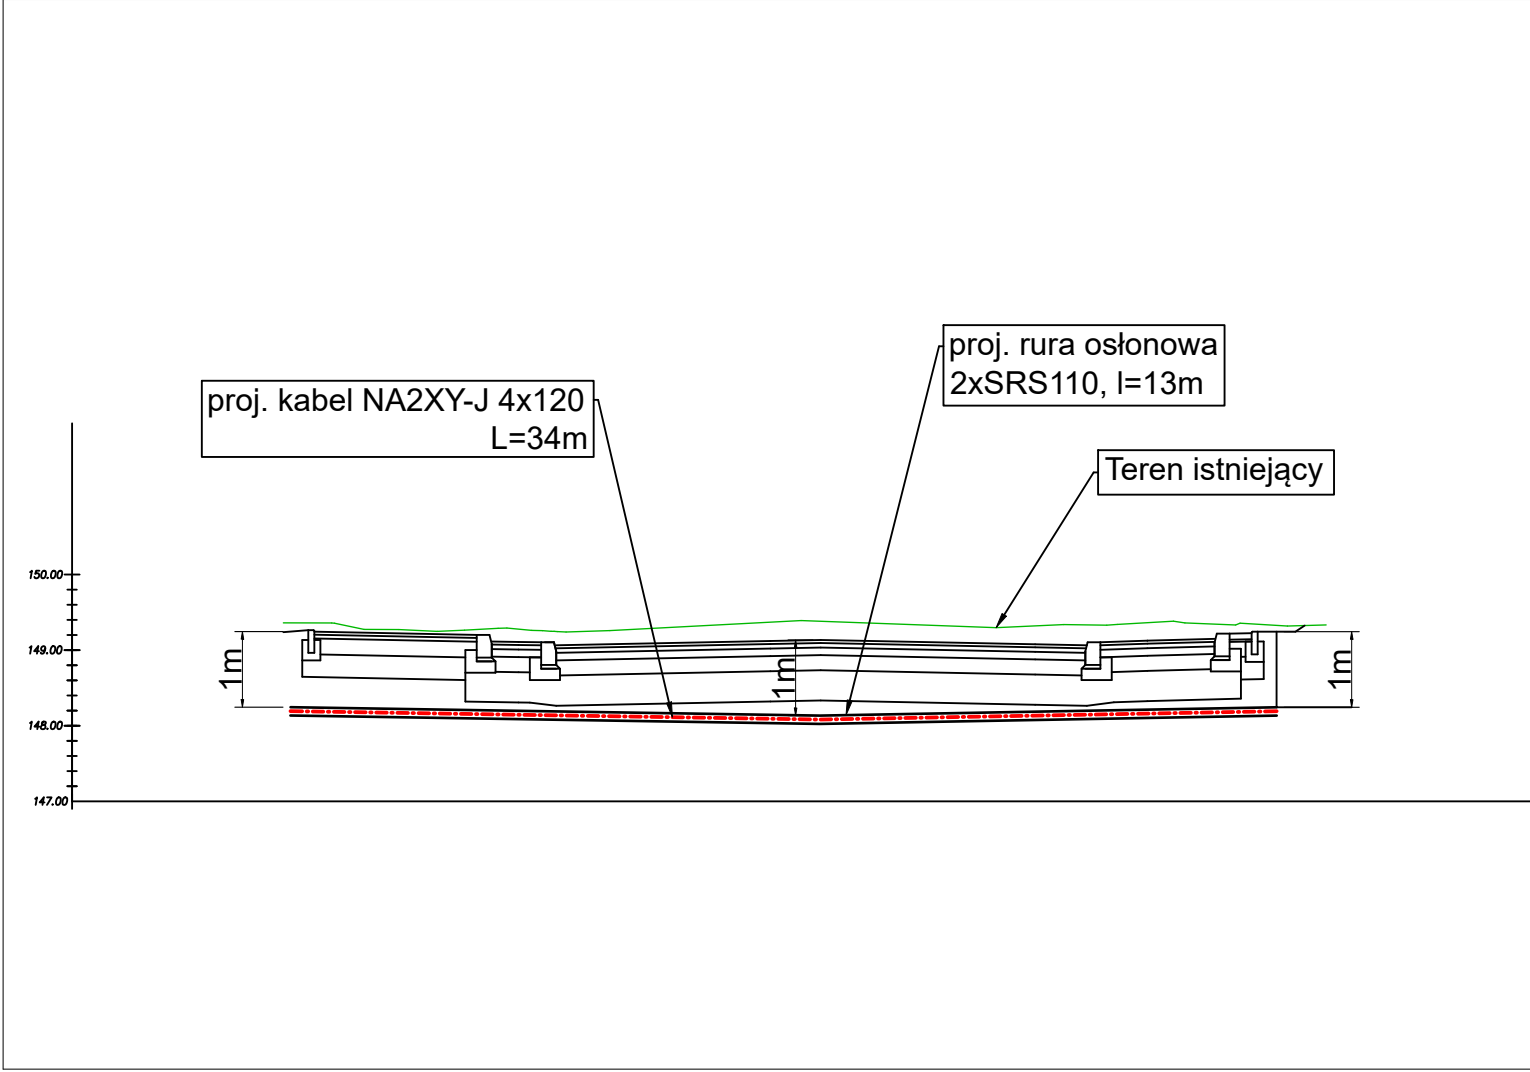 proj. rura osłonowa
2xSRS110, l=13m
proj. kabel NA2XY-J 4x120
L=34m
Teren istniejący
150.00
149.00
148.00
147.00
1m
1m
1m